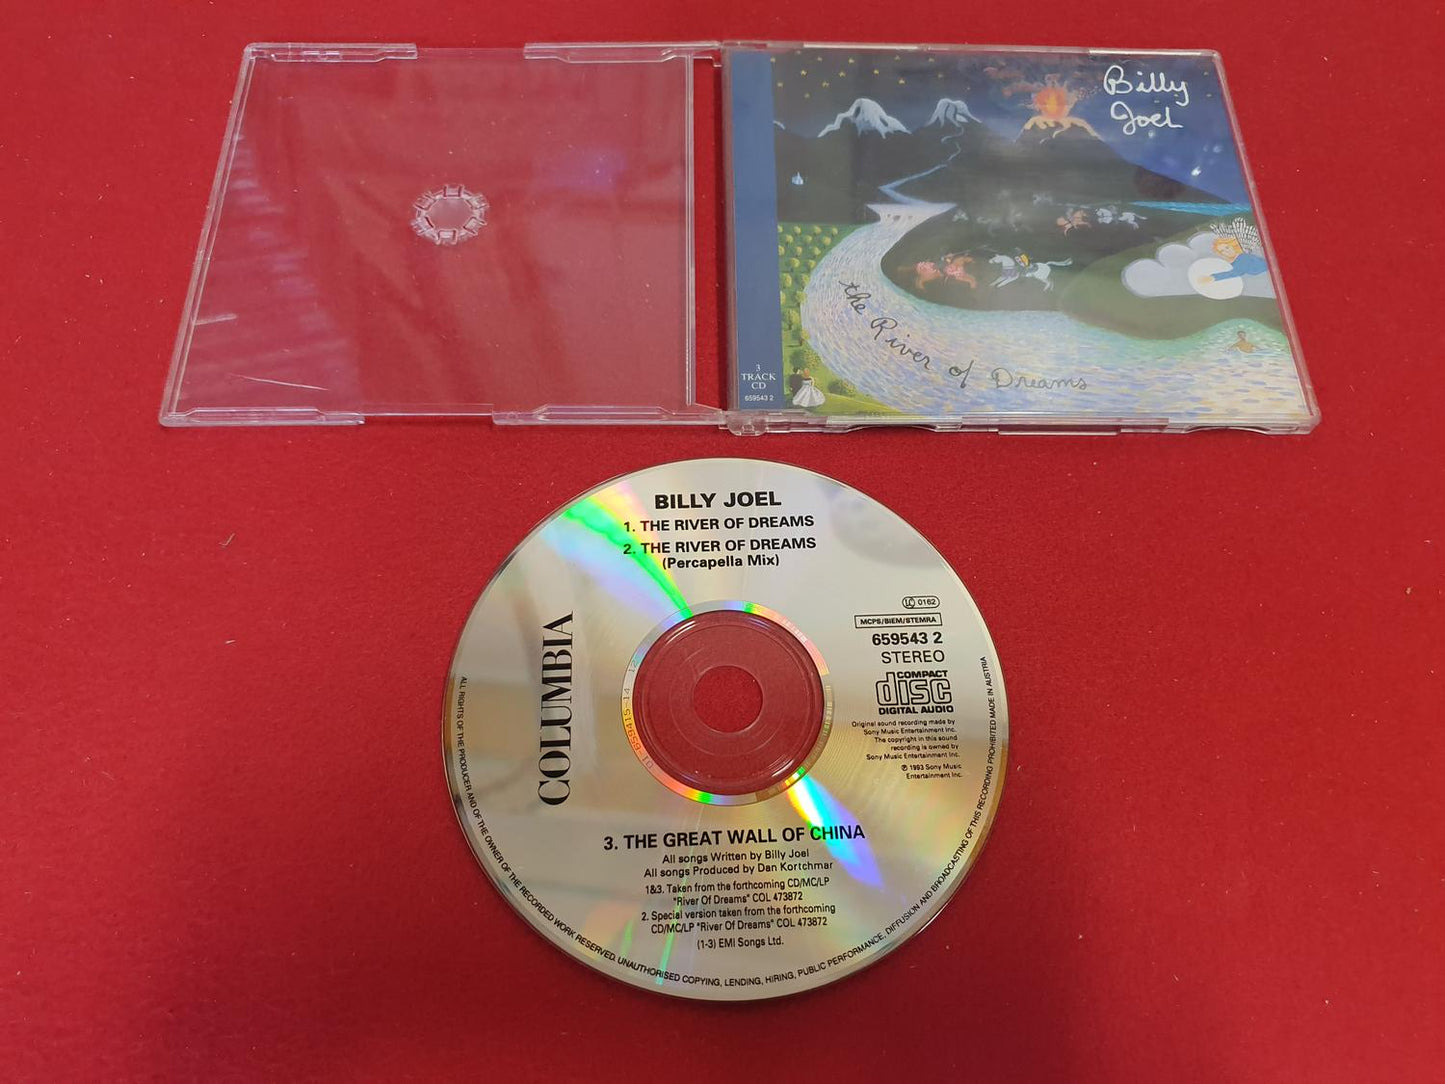 Billy
Joel
the River of Dreams
3
TRACK
CD
659543 2
BILLY JOEL
1. THE RIVER OF DREAMS
2. THE RIVER OF DREAMS
(Percapella Mix)
LC 0162
MCPS/BIEM/STEMRA
659543 2
STEREO
COMPACT
disc
DIGITAL AUDIO
Original sound recording made by
Sony Music Entertainment Inc.
The copyright in this sound
recording is owned by
Sony Music Entertainment Inc.
℗ 1993 Sony Music
Entertainment Inc.
COLUMBIA
3. THE GREAT WALL OF CHINA
All songs Written by Billy Joel
All songs Produced by Dan Kortchmar
1&3. Taken from the forthcoming CD/MC/LP
"River Of Dreams" COL 473872
2. Special version taken from the forthcoming
CD/MC/LP "River Of Dreams" COL 473872
(1-3) EMI Songs Ltd.
ALL RIGHTS OF THE PRODUCER AND OF THE OWNER OF THE RECORDED WORK RESERVED. UNAUTHORISED COPYING, LENDING, HIRING, PUBLIC PERFORMANCE, DIFFUSION AND BROADCASTING OF THIS RECORDING PROHIBITED MADE IN AUSTRIA